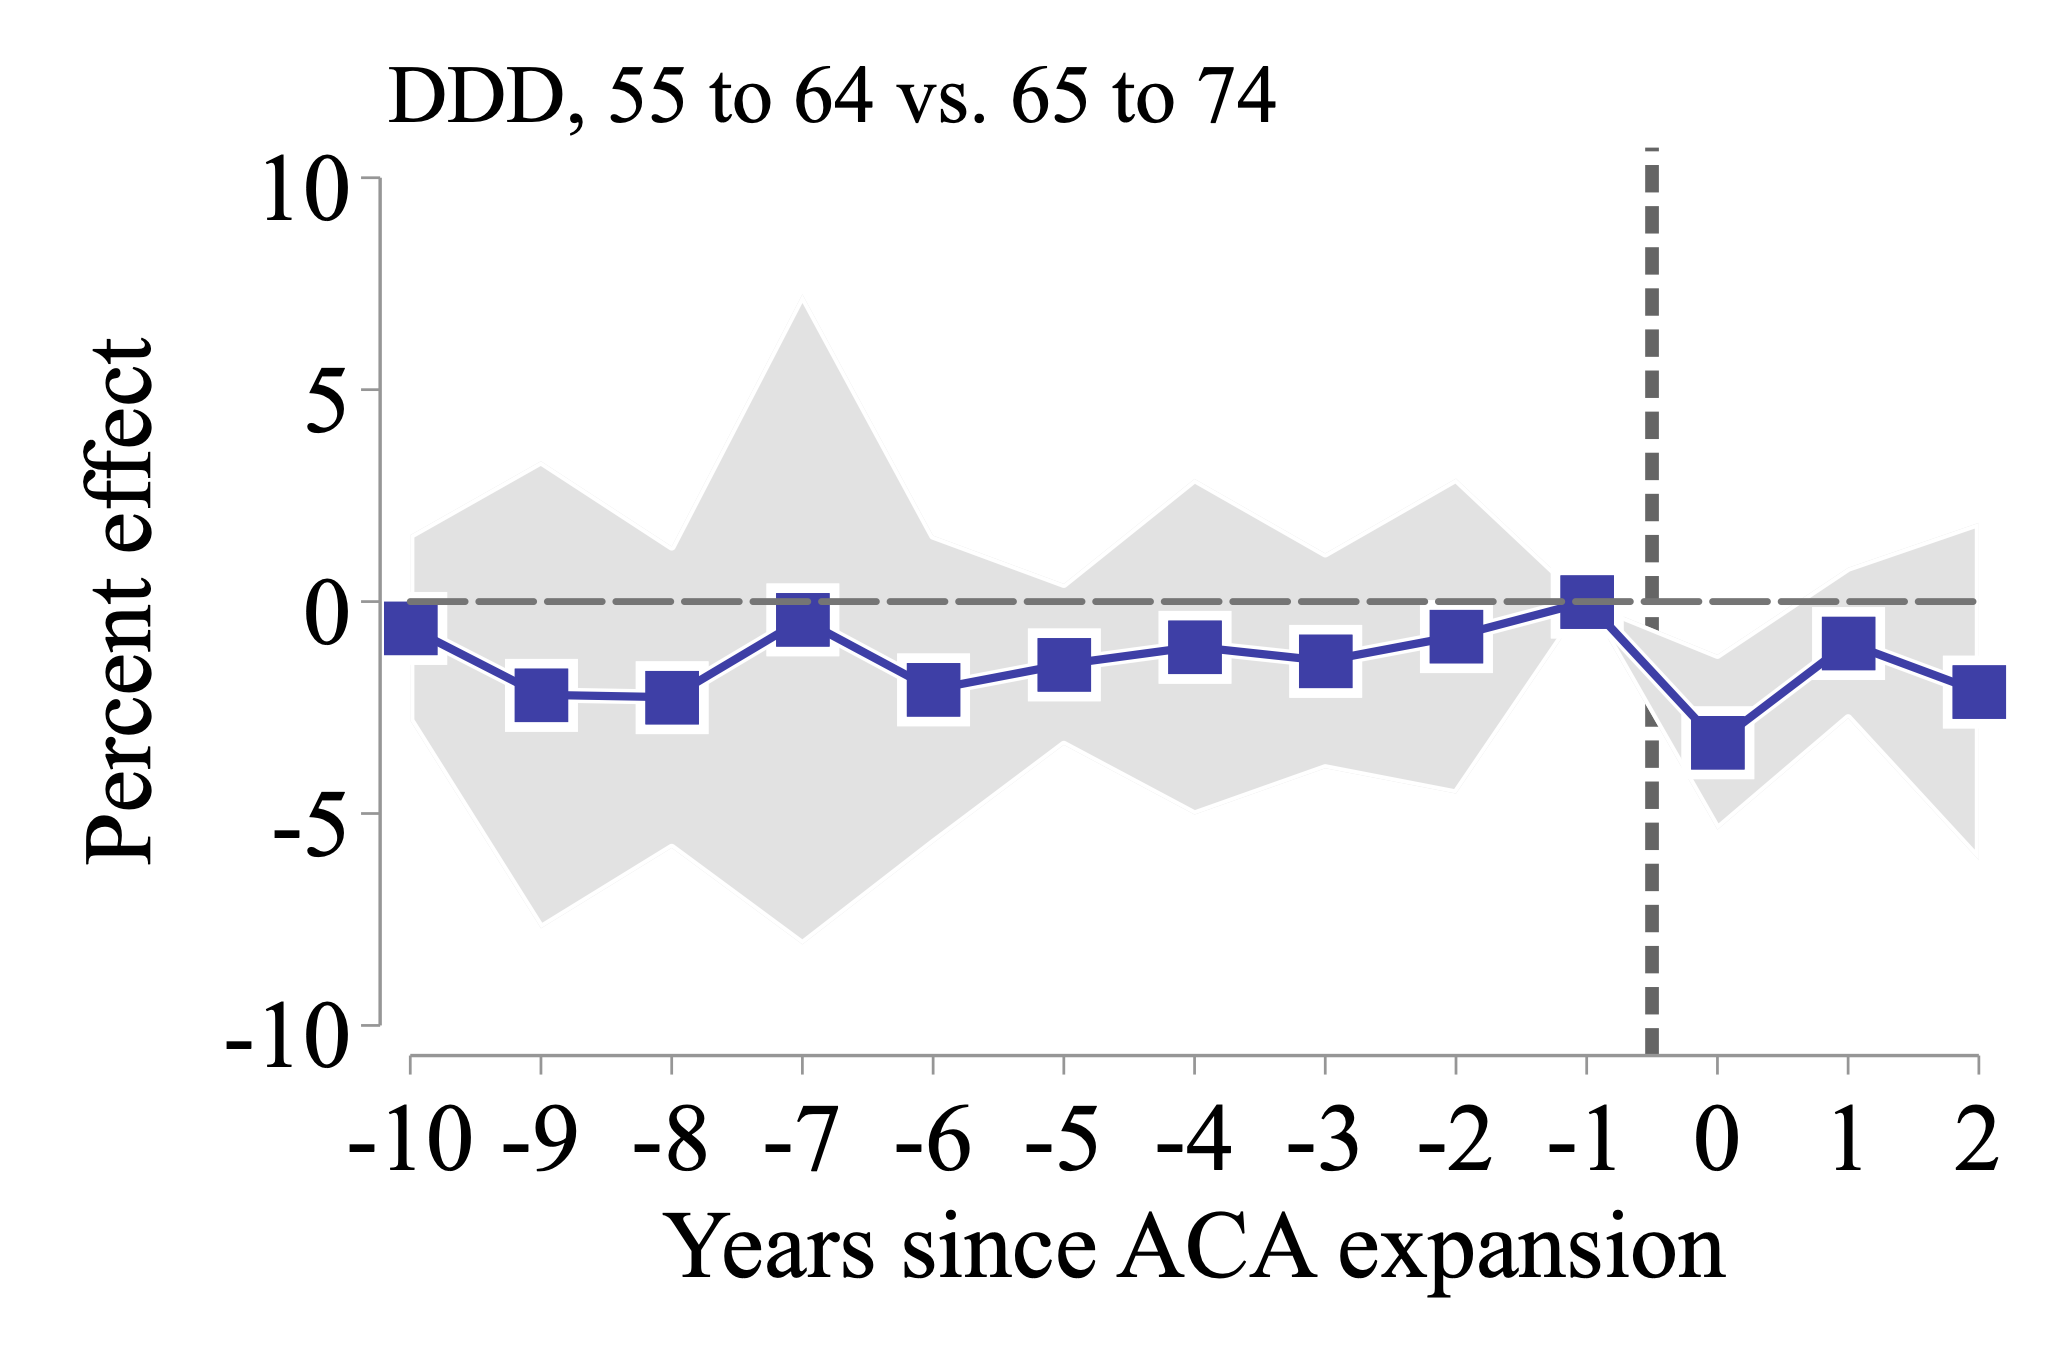 DDD, 55 to 64 vs. 65 to 74
10
5
0
-5
-10
Percent effect
-10 -9 -8 -7 -6 -5 -4 -3 -2 -1 0 1 2
Years since ACA expansion